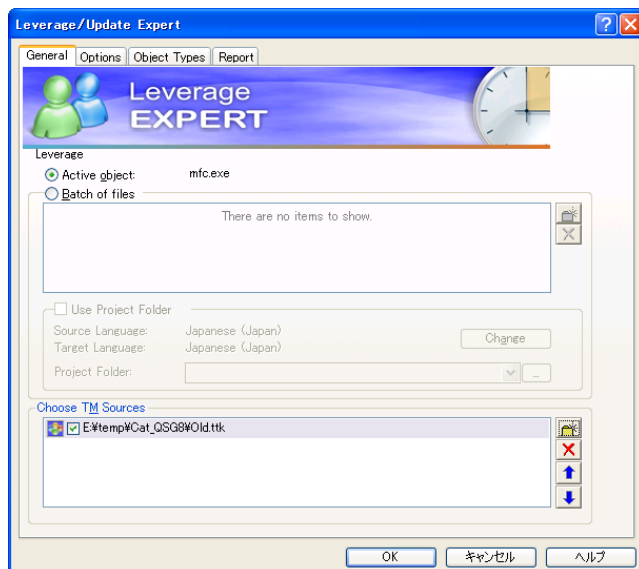 Leverage/Update Expert
General Options Object Types Report
Leverage
EXPERT
Leverage
Active object: mfc.exe
Batch of files
There are no items to show.
Use Project Folder
Source Language: Japanese (Japan)
Target Language: Japanese (Japan)
Change
Project Folder:
...
Choose TM Sources
E:¥temp¥Cat_QSG8¥Old.ttk
OK キャンセル ヘルプ